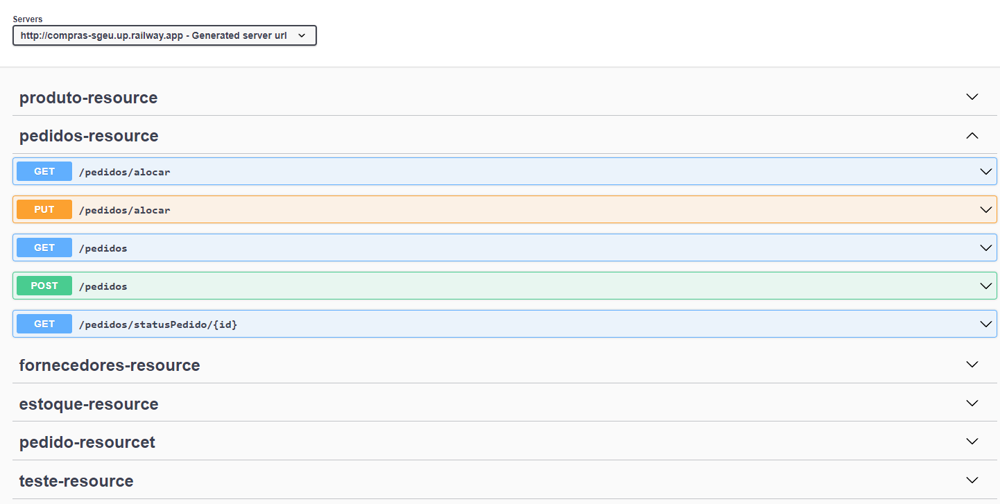 Servers
http://compras-sgeu.up.railway.app - Generated server url
produto-resource
pedidos-resource
GET /pedidos/alocar
PUT /pedidos/alocar
GET /pedidos
POST /pedidos
GET /pedidos/statusPedido/{id}
fornecedores-resource
estoque-resource
pedido-resourcet
teste-resource